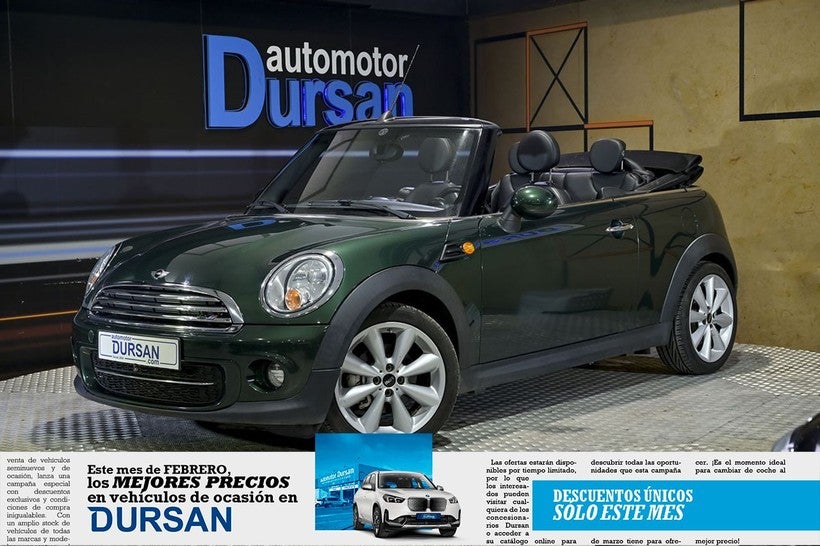 automotor
Dursan
automotor
DURSAN
.com
venta de vehículos
seminuevos y de
ocasión, lanza una
campaña especial
con descuentos
exclusivos y condiciones
de compra
inigualables. Con
un amplio stock de
vehículos de todas
las marcas y mode-
Este mes de FEBRERO,
los MEJORES PRECIOS
en vehículos de ocasión en
DURSAN
Las ofertas estarán dispo-
nibles por tiempo limitado,
por lo que
los interesa-
dos pueden
visitar cual-
quiera de los
concesiona-
rios Dursan
o acceder a
su catálogo online para
descubrir todas las oportu-
nidades que esta campaña
de marzo tiene para ofre-
cer. ¡Es el momento ideal
para cambiar de coche al
mejor precio!
DESCUENTOS ÚNICOS
SOLO ESTE MES